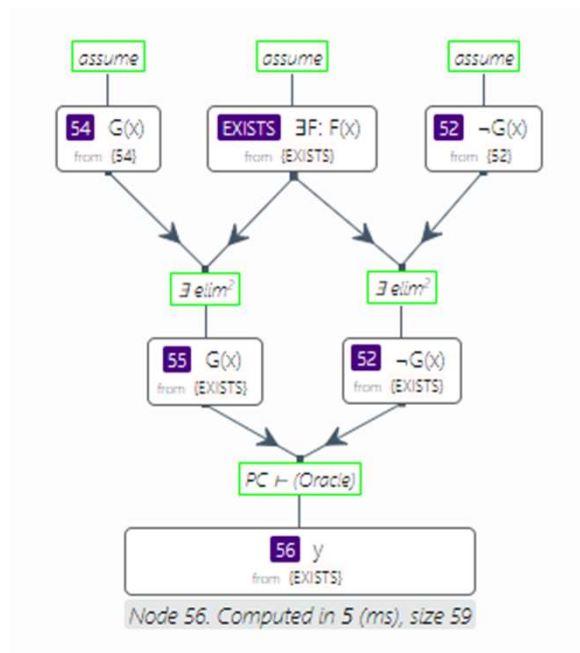 assume assume assume
54 G(x) EXISTS ∃F: F(x) 52 ¬G(x)
from {54} from {EXISTS} from {52}
∃ elim² ∃ elim²
55 G(x) 52 ¬G(x)
from {EXISTS} from {EXISTS}
PC ⊢ (Oracle)
56 y
from {EXISTS}
Node 56. Computed in 5 (ms), size 59